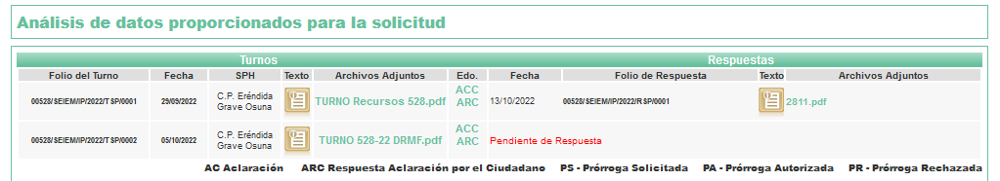 Análisis de datos proporcionados para la solicitud
Turnos Respuestas
Folio del Turno Fecha SPH Texto Archivos Adjuntos Edo. Fecha Folio de Respuesta Texto Archivos Adjuntos
00528/SEIEM/IP/2022/TSP/0001 29/09/2022 C.P. Eréndida Grave Osuna TURNO Recursos 528.pdf ACC ARC 13/10/2022 00528/SEIEM/IP/2022/RSP/0001 2811.pdf
00528/SEIEM/IP/2022/TSP/0002 05/10/2022 C.P. Eréndida Grave Osuna TURNO 528-22 DRMF.pdf ACC ARC Pendiente de Respuesta
AC Aclaración ARC Respuesta Aclaración por el Ciudadano PS - Prórroga Solicitada PA - Prórroga Autorizada PR - Prórroga Rechazada